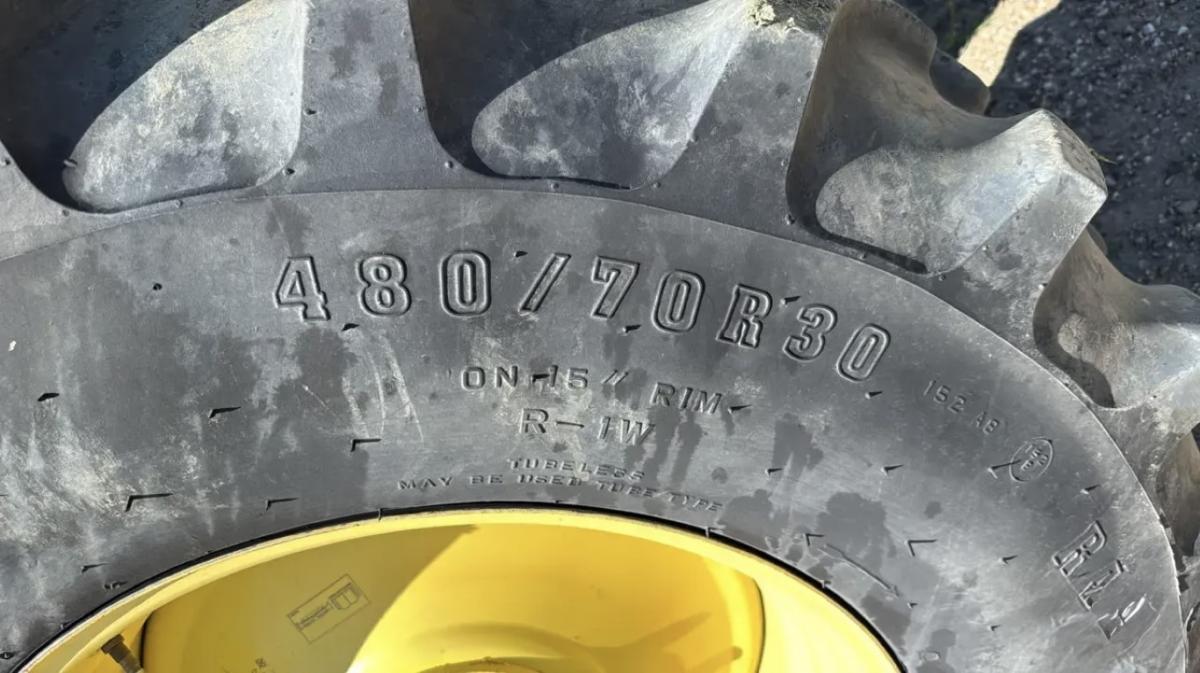 480/70R30
ON 15" RIM
R-1W
TUBELESS
MAY BE USED TUBE TYPE
152 A8